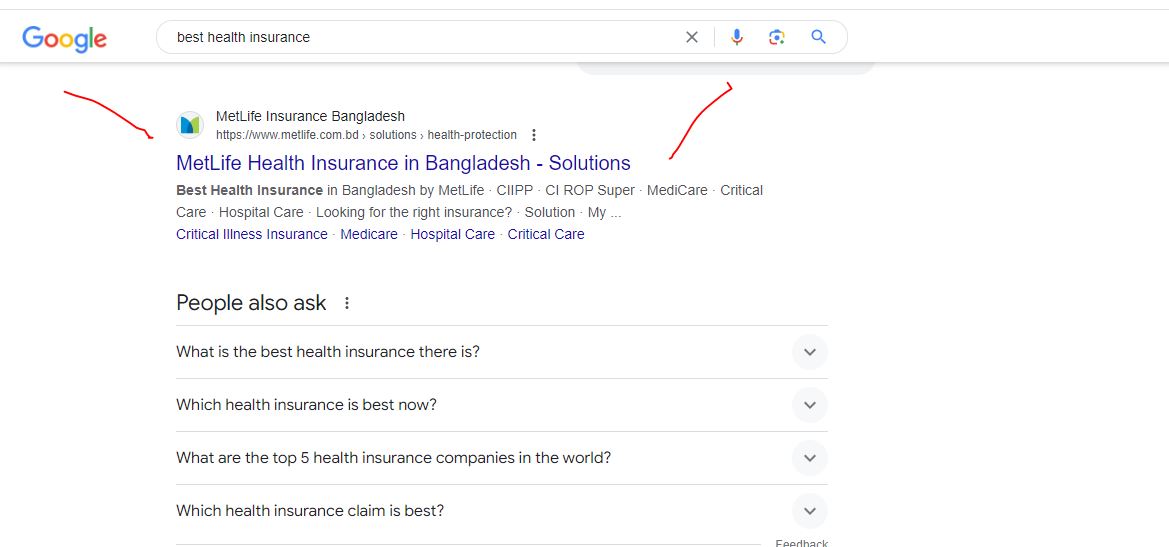 Google
best health insurance
MetLife Insurance Bangladesh
https://www.metlife.com.bd › solutions › health-protection
MetLife Health Insurance in Bangladesh - Solutions
Best Health Insurance in Bangladesh by MetLife · CIIPP · CI ROP Super · MediCare · Critical
Care · Hospital Care · Looking for the right insurance? · Solution · My ...
Critical Illness Insurance · Medicare · Hospital Care · Critical Care
People also ask
What is the best health insurance there is?
Which health insurance is best now?
What are the top 5 health insurance companies in the world?
Which health insurance claim is best?
Feedback